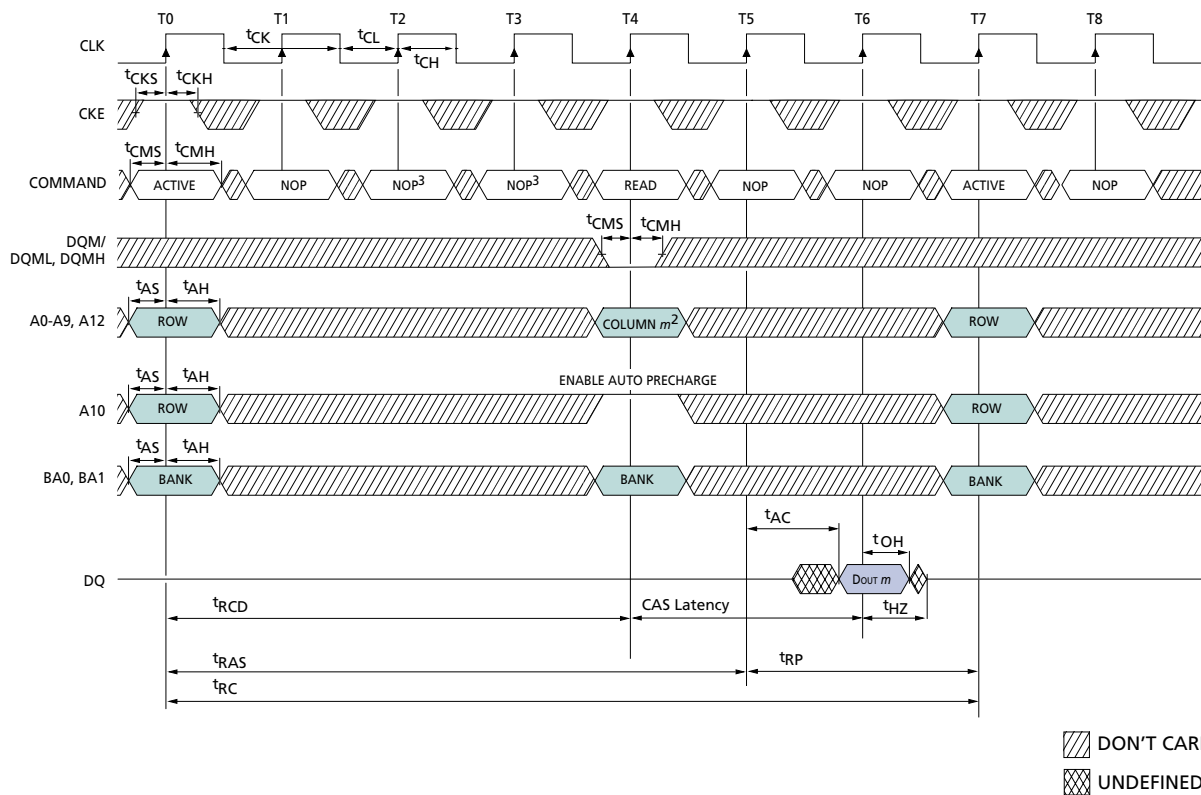 T0 T1 T2 T3 T4 T5 T6 T7 T8
CLK
tCK tCL
tCH
tCKS tCKH
CKE
tCMS tCMH
COMMAND ACTIVE NOP NOP3 NOP3 READ NOP NOP ACTIVE NOP
tCMS tCMH
DQM/
DQML, DQMH
tAS tAH
A0-A9, A12 ROW COLUMN m2 ROW
tAS tAH
ENABLE AUTO PRECHARGE
A10 ROW ROW
tAS tAH
BA0, BA1 BANK BANK BANK
tAC
tOH
DQ DOUT m
tRCD CAS Latency tHZ
tRAS tRP
tRC
DON'T CAR
UNDEFINED